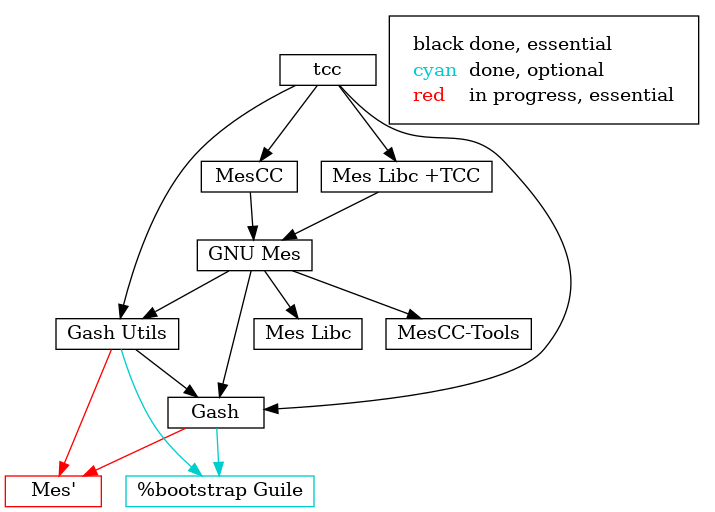 black done, essential
cyan done, optional
red in progress, essential
tcc
MesCC
Mes Libc +TCC
GNU Mes
Gash Utils
Mes Libc
MesCC-Tools
Gash
Mes'
%bootstrap Guile